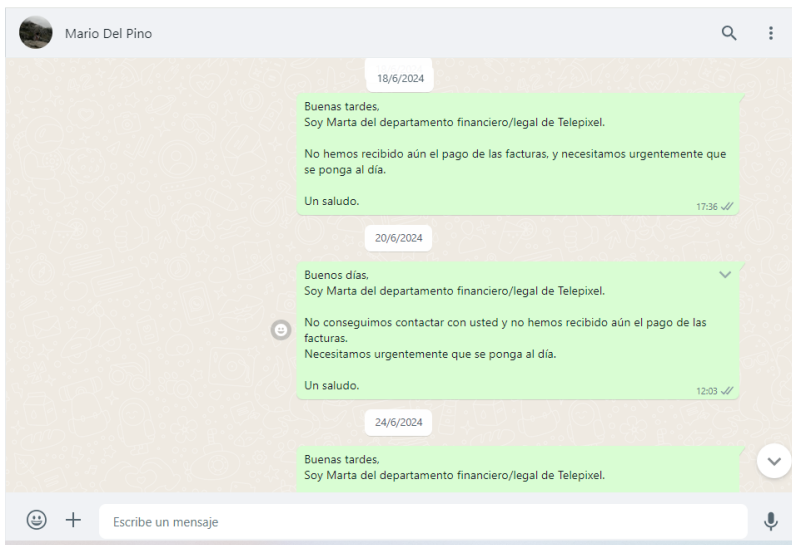 Mario Del Pino
18/6/2024
Buenas tardes,
Soy Marta del departamento financiero/legal de Telepixel.
No hemos recibido aún el pago de las facturas, y necesitamos urgentemente que
se ponga al día.
Un saludo.
17:36
20/6/2024
Buenos días,
Soy Marta del departamento financiero/legal de Telepixel.
No conseguimos contactar con usted y no hemos recibido aún el pago de las
facturas.
Necesitamos urgentemente que se ponga al día.
Un saludo.
12:03
24/6/2024
Buenas tardes,
Soy Marta del departamento financiero/legal de Telepixel.
Escribe un mensaje